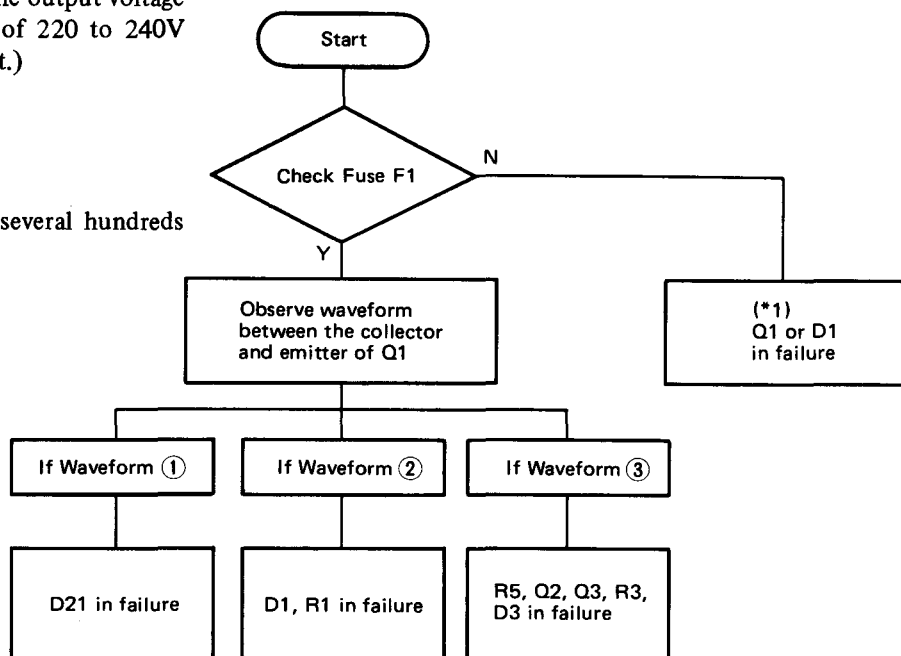 output voltage
of 220 to 240V
t.)
several hundreds
Start
Check Fuse F1
N
Y
Observe waveform
between the collector
and emitter of Q1
(*1)
Q1 or D1
in failure
If Waveform ①
If Waveform ②
If Waveform ③
D21 in failure
D1, R1 in failure
R5, Q2, Q3, R3,
D3 in failure